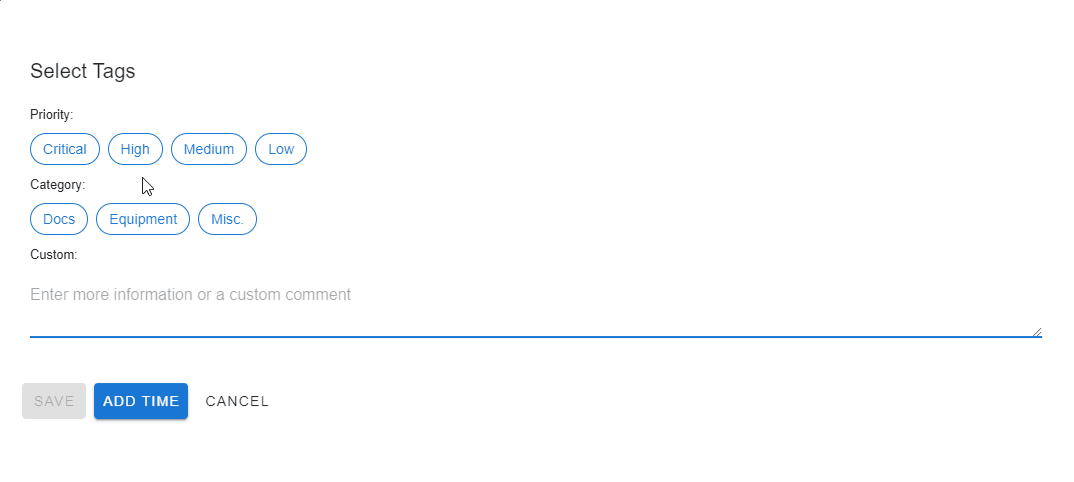 Select Tags
Priority:
Critical High Medium Low
Category:
Docs Equipment Misc.
Custom:
Enter more information or a custom comment
SAVE ADD TIME CANCEL